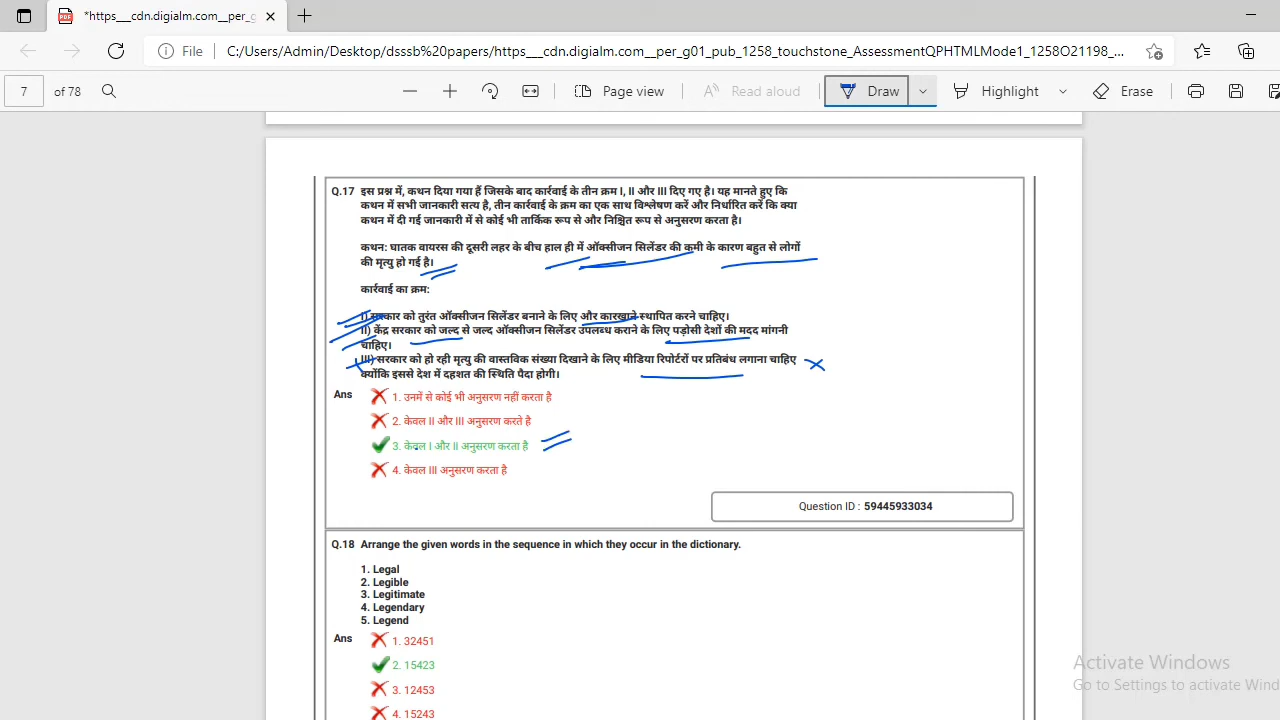 *https___cdn.digialm.com__per_g
File
C:/Users/Admin/Desktop/dsssb%20papers/https___cdn.digialm.com__per_g01_pub_1258_touchstone_AssessmentQPHTMLMode1_1258O21198_...
7 of 78
Page view
Read aloud
Draw
Highlight
Erase
Q.17 इस प्रश्न में, कथन दिया गया हैं जिसके बाद कार्रवाई के तीन क्रम I, II और III दिए गए है। यह मानते हुए कि
कथन में सभी जानकारी सत्य है, तीन कार्रवाई के क्रम का एक साथ विश्लेषण करें और निर्धारित करें कि क्या
कथन में दी गई जानकारी में से कोई भी तार्किक रूप से और निश्चित रूप से अनुसरण करता है।
कथन: घातक वायरस की दूसरी लहर के बीच हाल ही में ऑक्सीजन सिलेंडर की कमी के कारण बहुत से लोगों
की मृत्यु हो गई है।
कार्रवाई का क्रम:
I) सरकार को तुरंत ऑक्सीजन सिलेंडर बनाने के लिए और कारखाने स्थापित करने चाहिए।
II) केंद्र सरकार को जल्द से जल्द ऑक्सीजन सिलेंडर उपलब्ध कराने के लिए पड़ोसी देशों की मदद मांगनी
चाहिए।
III) सरकार को हो रही मृत्यु की वास्तविक संख्या दिखाने के लिए मीडिया रिपोर्टरों पर प्रतिबंध लगाना चाहिए
क्योंकि इससे देश में दहशत की स्थिति पैदा होगी।
Ans 1. उनमें से कोई भी अनुसरण नहीं करता है
2. केवल II और III अनुसरण करते है
3. केवल I और II अनुसरण करता है
4. केवल III अनुसरण करता है
Question ID : 59445933034
Q.18 Arrange the given words in the sequence in which they occur in the dictionary.
1. Legal
2. Legible
3. Legitimate
4. Legendary
5. Legend
Ans 1. 32451
2. 15423
3. 12453
4. 15243
Activate Windows
Go to Settings to activate Wind